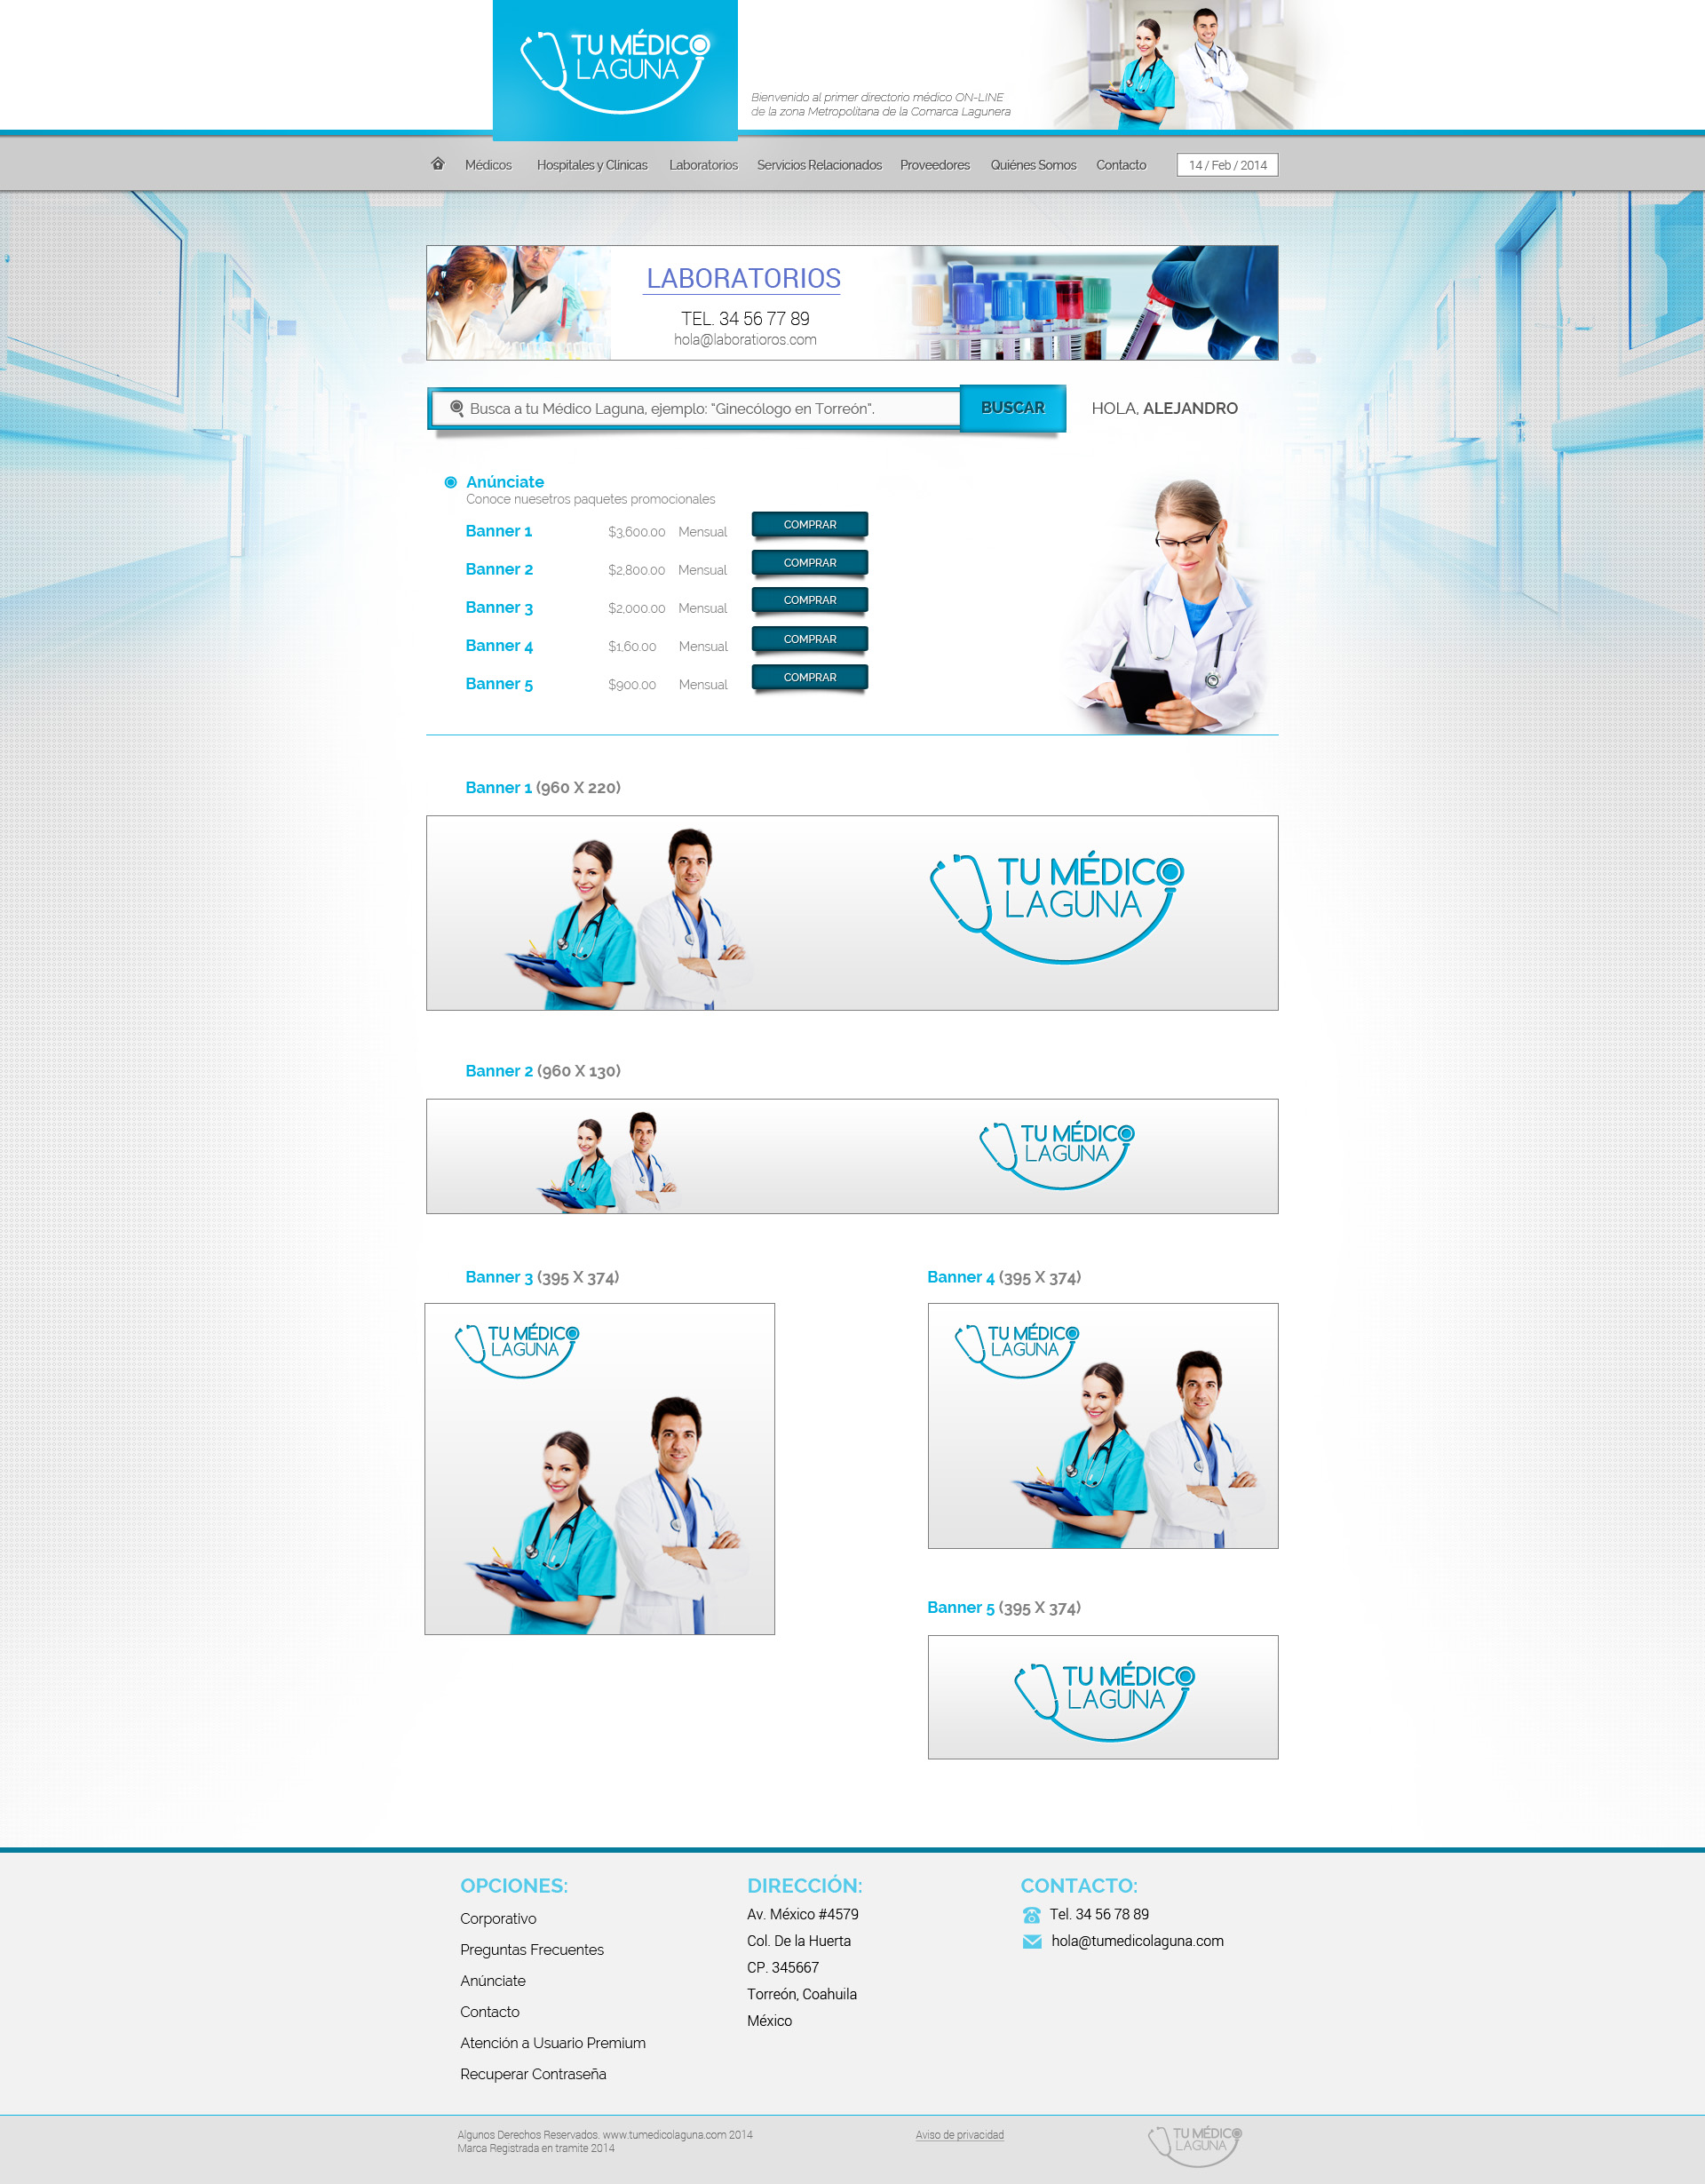 TU MÉDICO
LAGUNA
Bienvenido al primer directorio médico ON-LINE
de la zona Metropolitana de la Comarca Lagunera
Médicos Hospitales y Clínicas Laboratorios Servicios Relacionados Proveedores Quiénes Somos Contacto 14 / Feb / 2014
LABORATORIOS
TEL. 34 56 77 89
hola@laboratioros.com
Busca a tu Médico Laguna, ejemplo: “Ginecólogo en Torreón”. BUSCAR HOLA, ALEJANDRO
Anúnciate
Conoce nuesetros paquetes promocionales
Banner 1 $3,600.00 Mensual COMPRAR
Banner 2 $2,800.00 Mensual COMPRAR
Banner 3 $2,000.00 Mensual COMPRAR
Banner 4 $1,60.00 Mensual COMPRAR
Banner 5 $900.00 Mensual COMPRAR
Banner 1 (960 X 220)
TU MÉDICO
LAGUNA
Banner 2 (960 X 130)
TU MÉDICO
LAGUNA
Banner 3 (395 X 374)
TU MÉDICO
LAGUNA
Banner 4 (395 X 374)
TU MÉDICO
LAGUNA
Banner 5 (395 X 374)
TU MÉDICO
LAGUNA
OPCIONES:
Corporativo
Preguntas Frecuentes
Anúnciate
Contacto
Atención a Usuario Premium
Recuperar Contraseña
DIRECCIÓN:
Av. México #4579
Col. De la Huerta
CP. 345667
Torreón, Coahuila
México
CONTACTO:
Tel. 34 56 78 89
hola@tumedicolaguna.com
Algunos Derechos Reservados. www.tumedicolaguna.com 2014
Marca Registrada en tramite 2014
Aviso de privacidad
TU MÉDICO
LAGUNA